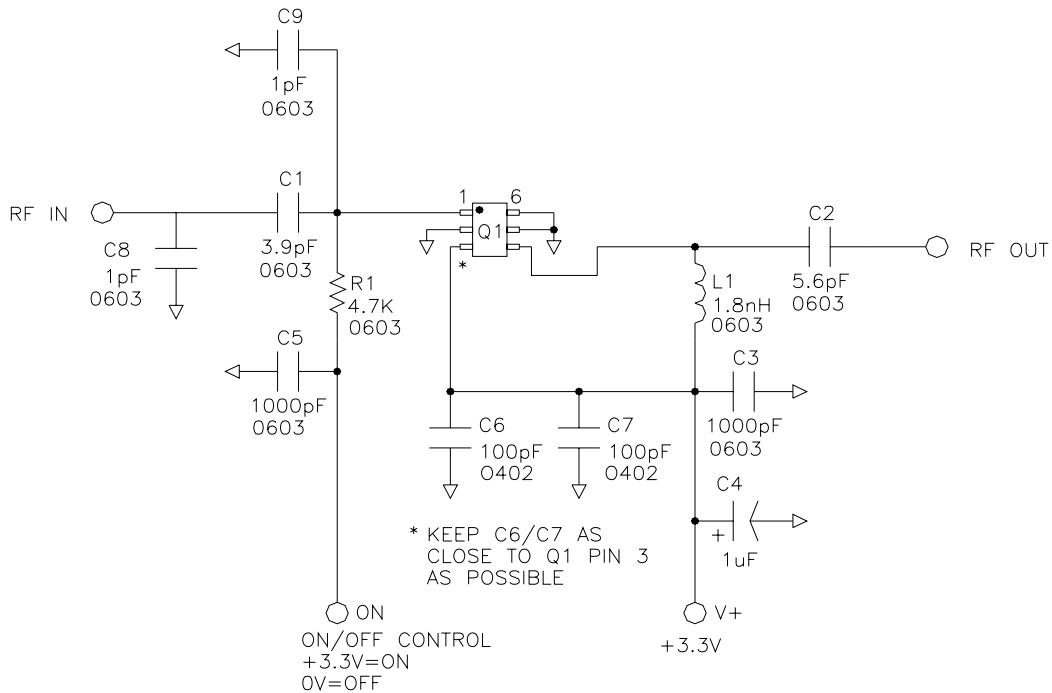 C9
1pF
0603
C1
3.9pF
0603
RF IN
C8
1pF
0603
R1
4.7K
0603
C5
1000pF
0603
1
6
Q1
*
C2
5.6pF
0603
RF OUT
L1
1.8nH
0603
C3
1000pF
0603
C6
100pF
0402
C7
100pF
0402
C4
+
1uF
* KEEP C6/C7 AS
CLOSE TO Q1 PIN 3
AS POSSIBLE
ON
ON/OFF CONTROL
+3.3V=ON
0V=OFF
V+
+3.3V